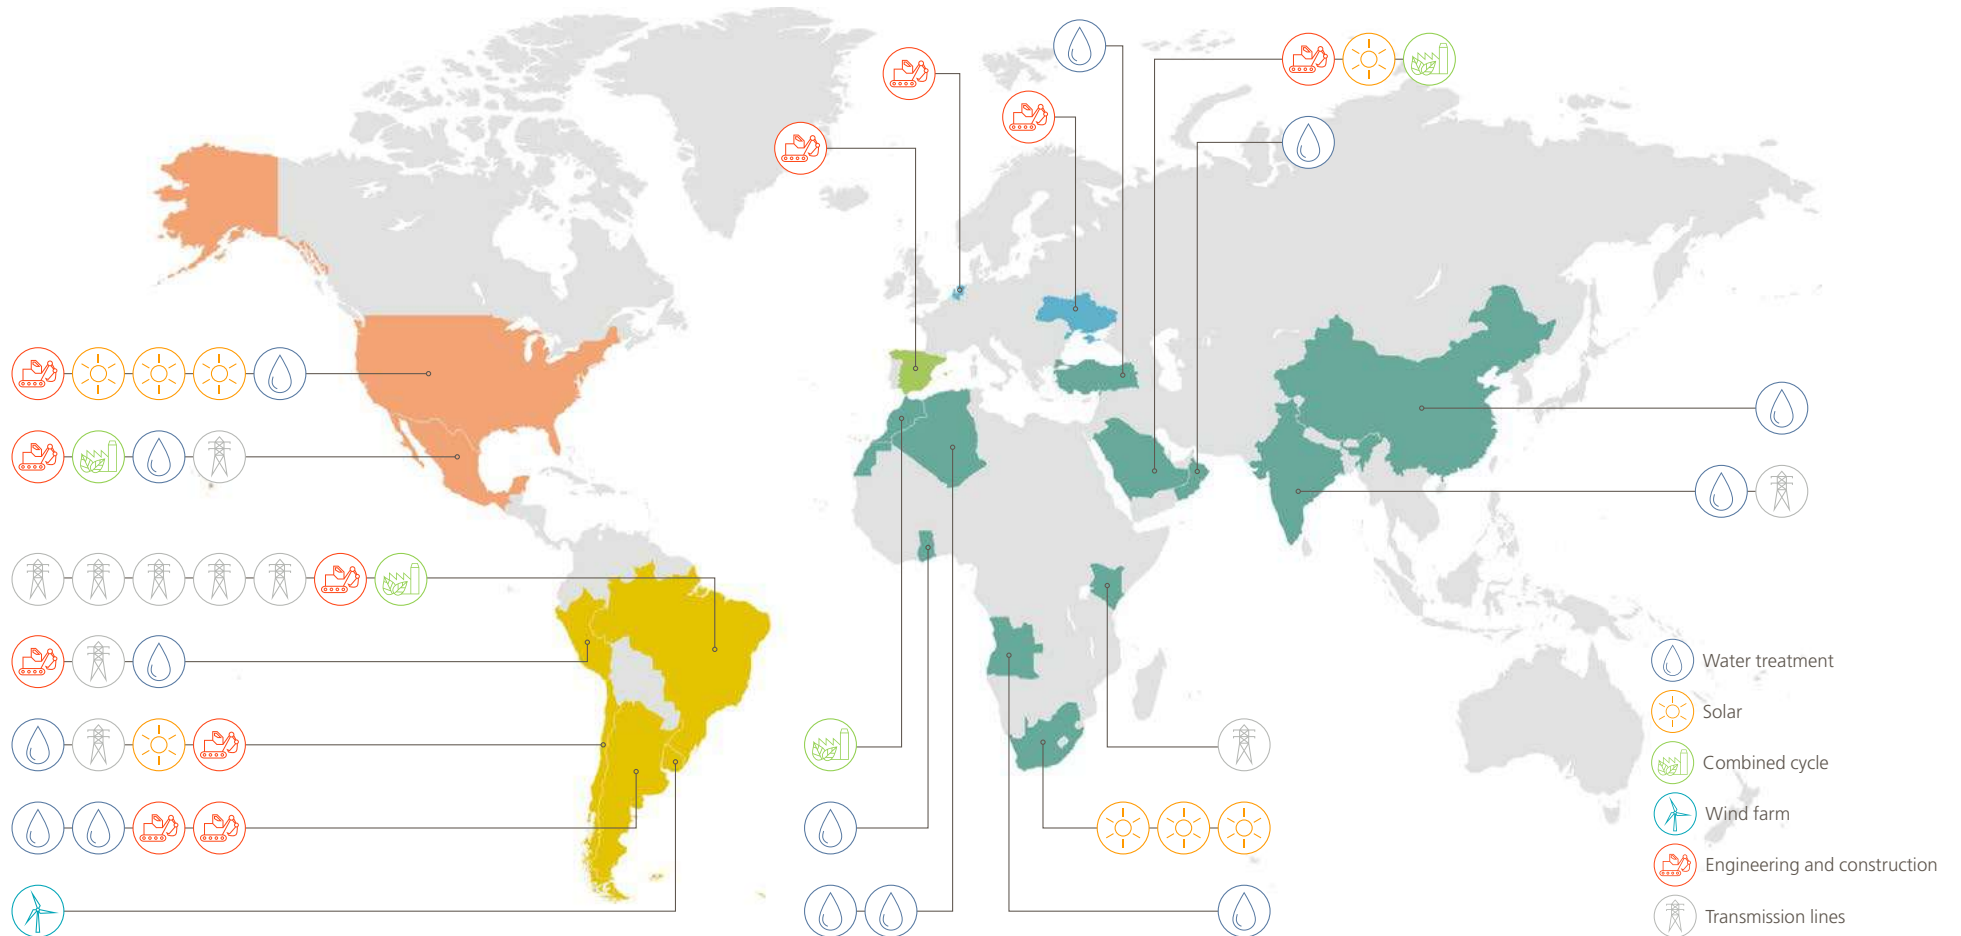 Water treatment
Solar
Combined cycle
Wind farm
Engineering and construction
Transmission lines